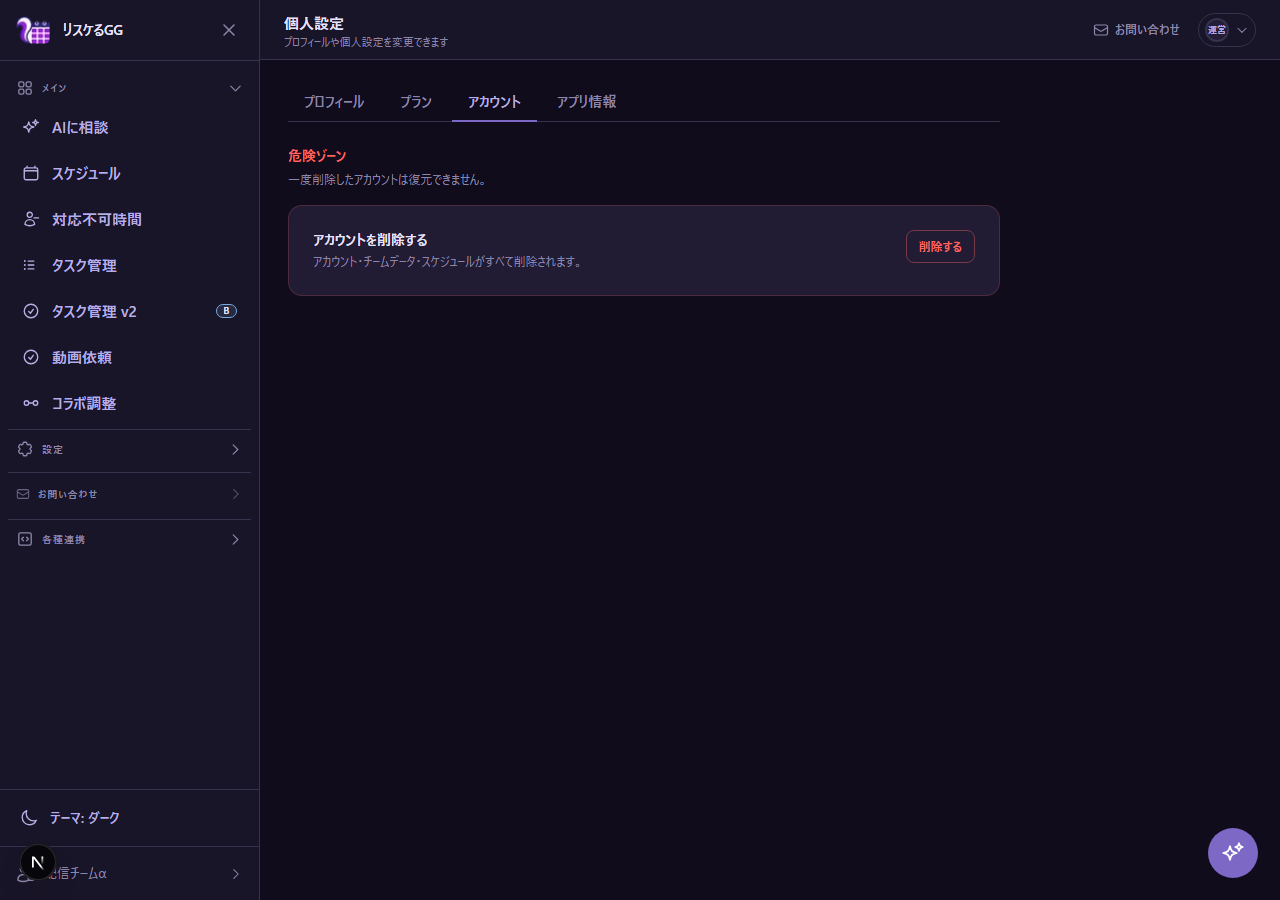 リスケるGG
メイン
AIに相談
スケジュール
対応不可時間
タスク管理
タスク管理 v2
B
動画依頼
コラボ調整
設定
お問い合わせ
各種連携
テーマ: ダーク
N
信チームα
個人設定
プロフィールや個人設定を変更できます
お問い合わせ
運営
プロフィール
プラン
アカウント
アプリ情報
危険ゾーン
一度削除したアカウントは復元できません。
アカウントを削除する
アカウント・チームデータ・スケジュールがすべて削除されます。
削除する